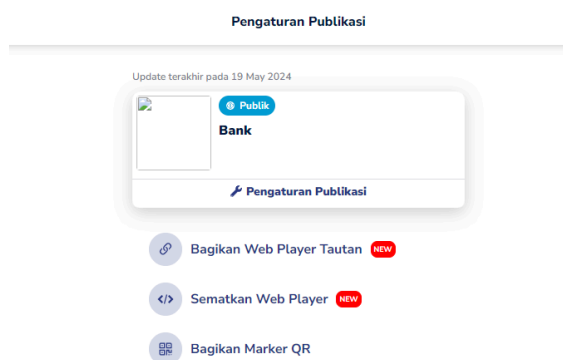 Pengaturan Publikasi
Update terakhir pada 19 May 2024
Publik
Bank
Pengaturan Publikasi
Bagikan Web Player Tautan NEW
Sematkan Web Player NEW
Bagikan Marker QR